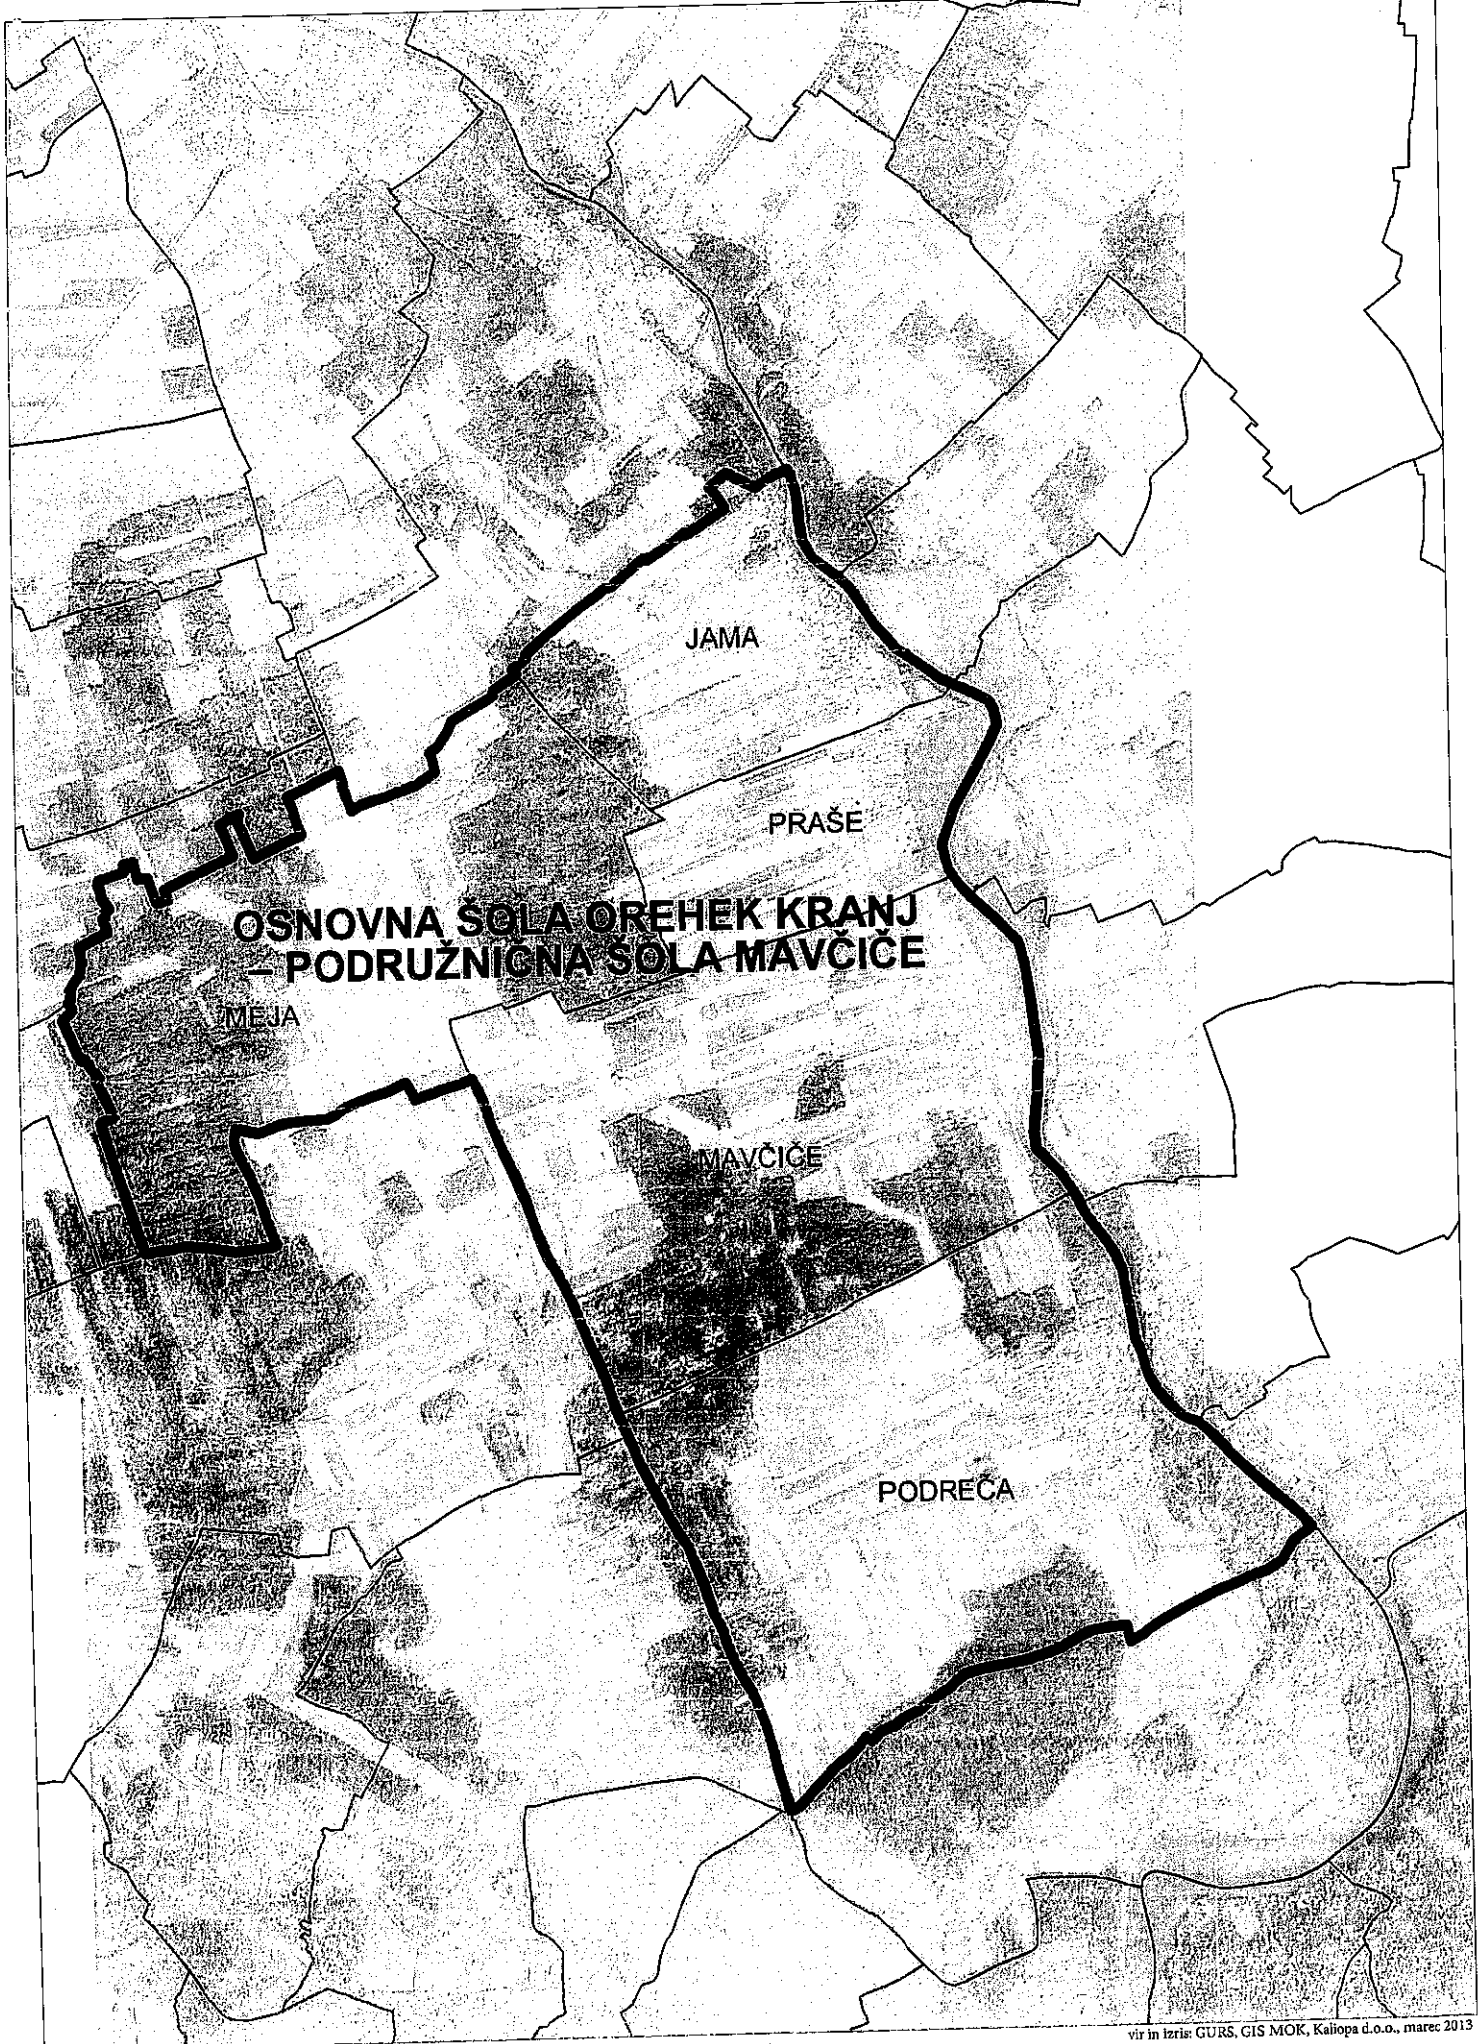 JAMA
PRAŠE
OSNOVNA ŠOLA OREHEK KRANJ
– PODRUŽNIČNA ŠOLA MAVČIČE
MEJA
MAVČIČE
PODREČA
vir in izris: GURS, GIS MOK, Kaliopa d.o.o., marec 2013